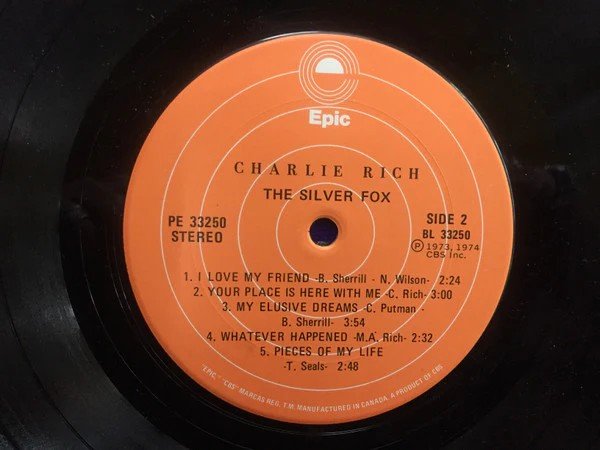 Epic
CHARLIE RICH
THE SILVER FOX
PE 33250
STEREO
SIDE 2
BL 33250
Ⓟ 1973, 1974
CBS Inc.
1. I LOVE MY FRIEND -B. Sherrill - N. Wilson- 2:24
2. YOUR PLACE IS HERE WITH ME -C. Rich- 3:00
3. MY ELUSIVE DREAMS -C. Putman -
B. Sherrill- 3:54
4. WHATEVER HAPPENED -M.A. Rich- 2:32
5. PIECES OF MY LIFE
-T. Seals- 2:48
"EPIC," "CBS" MARCAS REG. T.M. MANUFACTURED IN CANADA. A PRODUCT OF CBS